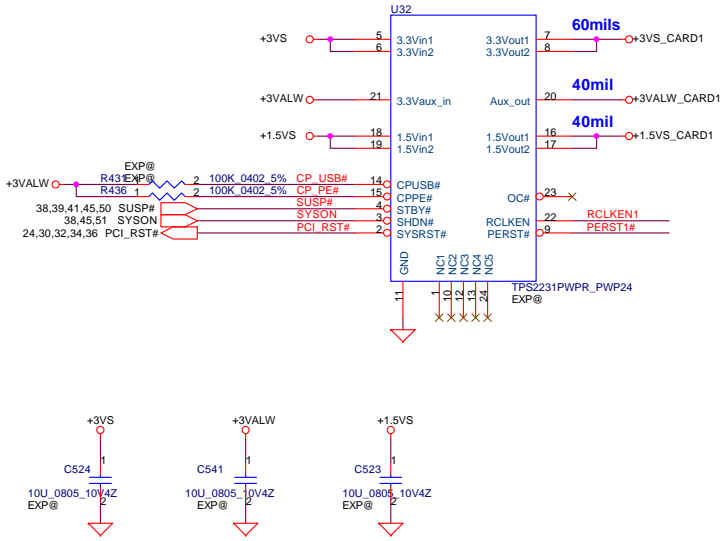 U32
60mils
+3VS 5 3.3Vin1 3.3Vout1 7 +3VS_CARD1
6 3.3Vin2 3.3Vout2 8
40mil
+3VALW 21 3.3Vaux_in Aux_out 20 +3VALW_CARD1
40mil
+1.5VS 18 1.5Vin1 1.5Vout1 16 +1.5VS_CARD1
19 1.5Vin2 1.5Vout2 17
EXP@
+3VALW R431 1 EXP@ 2 100K_0402_5% CP_USB# 14 CPUSB#
R436 1 2 100K_0402_5% CP_PE# 15 CPPE# OC# 23
38,39,41,45,50 SUSP# SUSP# 4 STBY#
38,45,51 SYSON SYSON 3 SHDN# RCLKEN 22 RCLKEN1
24,30,32,34,36 PCI_RST# PCI_RST# 2 SYSRST# PERST# 9 PERST1#
GND NC1 NC2 NC3 NC4 NC5
11 1 10 12 13 24
TPS2231PWPR_PWP24
EXP@
+3VS +3VALW +1.5VS
1 1 1
C524 C541 C523
10U_0805_10V4Z 10U_0805_10V4Z 10U_0805_10V4Z
2 2 2
EXP@ EXP@ EXP@